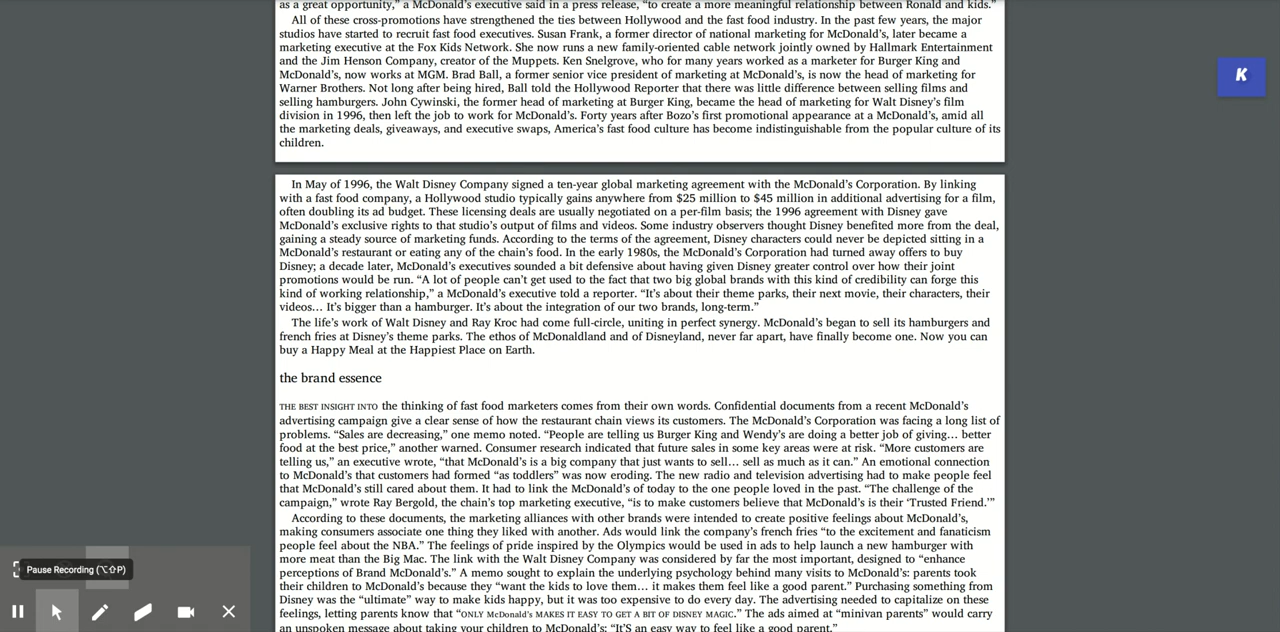 as a great opportunity,” a McDonald’s executive said in a press release, “to create a more meaningful relationship between Ronald and kids.”
All of these cross-promotions have strengthened the ties between Hollywood and the fast food industry. In the past few years, the major
studios have started to recruit fast food executives. Susan Frank, a former director of national marketing for McDonald’s, later became a
marketing executive at the Fox Kids Network. She now runs a new family-oriented cable network jointly owned by Hallmark Entertainment
and the Jim Henson Company, creator of the Muppets. Ken Snelgrove, who for many years worked as a marketer for Burger King and
McDonald’s, now works at MGM. Brad Ball, a former senior vice president of marketing at McDonald’s, is now the head of marketing for
Warner Brothers. Not long after being hired, Ball told the Hollywood Reporter that there was little difference between selling films and
selling hamburgers. John Cywinski, the former head of marketing at Burger King, became the head of marketing for Walt Disney’s film
division in 1996, then left the job to work for McDonald’s. Forty years after Bozo’s first promotional appearance at a McDonald’s, amid all
the marketing deals, giveaways, and executive swaps, America’s fast food culture has become indistinguishable from the popular culture of its
children.
K
In May of 1996, the Walt Disney Company signed a ten-year global marketing agreement with the McDonald’s Corporation. By linking
with a fast food company, a Hollywood studio typically gains anywhere from $25 million to $45 million in additional advertising for a film,
often doubling its ad budget. These licensing deals are usually negotiated on a per-film basis; the 1996 agreement with Disney gave
McDonald’s exclusive rights to that studio’s output of films and videos. Some industry observers thought Disney benefited more from the deal,
gaining a steady source of marketing funds. According to the terms of the agreement, Disney characters could never be depicted sitting in a
McDonald’s restaurant or eating any of the chain’s food. In the early 1980s, the McDonald’s Corporation had turned away offers to buy
Disney; a decade later, McDonald’s executives sounded a bit defensive about having given Disney greater control over how their joint
promotions would be run. “A lot of people can’t get used to the fact that two big global brands with this kind of credibility can forge this
kind of working relationship,” a McDonald’s executive told a reporter. “It’s about their theme parks, their next movie, their characters, their
videos… It’s bigger than a hamburger. It’s about the integration of our two brands, long-term.”
The life’s work of Walt Disney and Ray Kroc had come full-circle, uniting in perfect synergy. McDonald’s began to sell its hamburgers and
french fries at Disney’s theme parks. The ethos of McDonaldland and of Disneyland, never far apart, have finally become one. Now you can
buy a Happy Meal at the Happiest Place on Earth.
the brand essence
THE BEST INSIGHT INTO the thinking of fast food marketers comes from their own words. Confidential documents from a recent McDonald’s
advertising campaign give a clear sense of how the restaurant chain views its customers. The McDonald’s Corporation was facing a long list of
problems. “Sales are decreasing,” one memo noted. “People are telling us Burger King and Wendy’s are doing a better job of giving… better
food at the best price,” another warned. Consumer research indicated that future sales in some key areas were at risk. “More customers are
telling us,” an executive wrote, “that McDonald’s is a big company that just wants to sell… sell as much as it can.” An emotional connection
to McDonald’s that customers had formed “as toddlers” was now eroding. The new radio and television advertising had to make people feel
that McDonald’s still cared about them. It had to link the McDonald’s of today to the one people loved in the past. “The challenge of the
campaign,” wrote Ray Bergold, the chain’s top marketing executive, “is to make customers believe that McDonald’s is their ‘Trusted Friend.’”
According to these documents, the marketing alliances with other brands were intended to create positive feelings about McDonald’s,
making consumers associate one thing they liked with another. Ads would link the company’s french fries “to the excitement and fanaticism
people feel about the NBA.” The feelings of pride inspired by the Olympics would be used in ads to help launch a new hamburger with
more meat than the Big Mac. The link with the Walt Disney Company was considered by far the most important, designed to “enhance
perceptions of Brand McDonald’s.” A memo sought to explain the underlying psychology behind many visits to McDonald’s: parents took
their children to McDonald’s because they “want the kids to love them… it makes them feel like a good parent.” Purchasing something from
Disney was the “ultimate” way to make kids happy, but it was too expensive to do every day. The advertising needed to capitalize on these
feelings, letting parents know that “ONLY McDonald’s MAKES IT EASY TO GET A BIT OF DISNEY MAGIC.” The ads aimed at “minivan parents” would carry
an unspoken message about taking your children to McDonald’s: “It’S an easy way to feel like a good parent.”
Pause Recording (⌥⇧P)